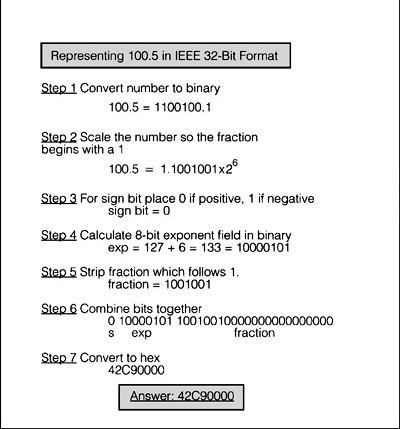 Representing 100.5 in IEEE 32-Bit Format
Step 1 Convert number to binary
100.5 = 1100100.1
Step 2 Scale the number so the fraction
begins with a 1
100.5 = 1.1001001x2⁶
Step 3 For sign bit place 0 if positive, 1 if negative
sign bit = 0
Step 4 Calculate 8-bit exponent field in binary
exp = 127 + 6 = 133 = 10000101
Step 5 Strip fraction which follows 1.
fraction = 1001001
Step 6 Combine bits together
0 10000101 10010010000000000000000
s exp fraction
Step 7 Convert to hex
42C90000
Answer: 42C90000